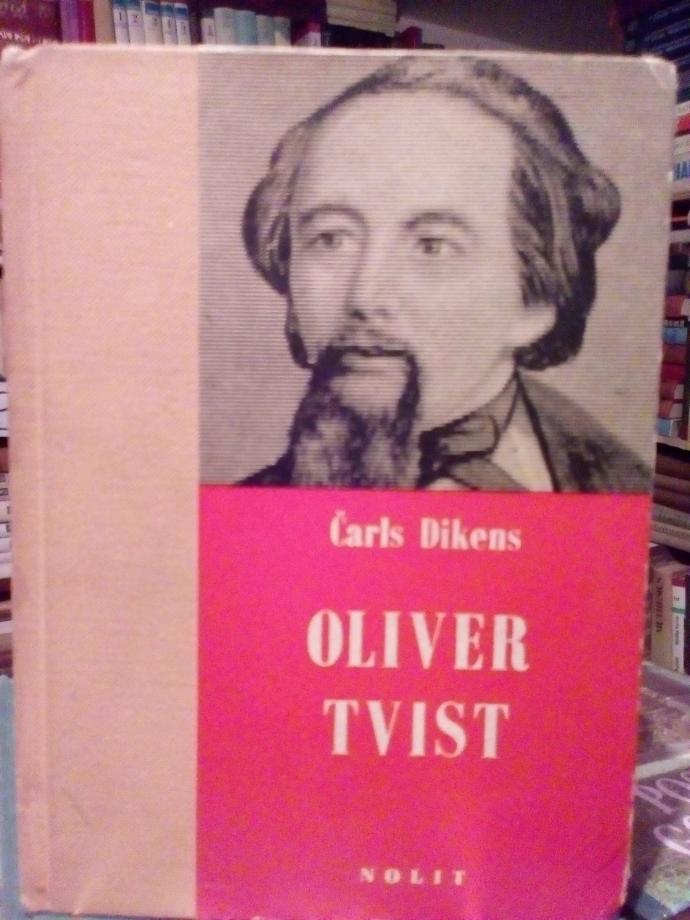 Čarls Dikens
OLIVER
TVIST
NOLIT